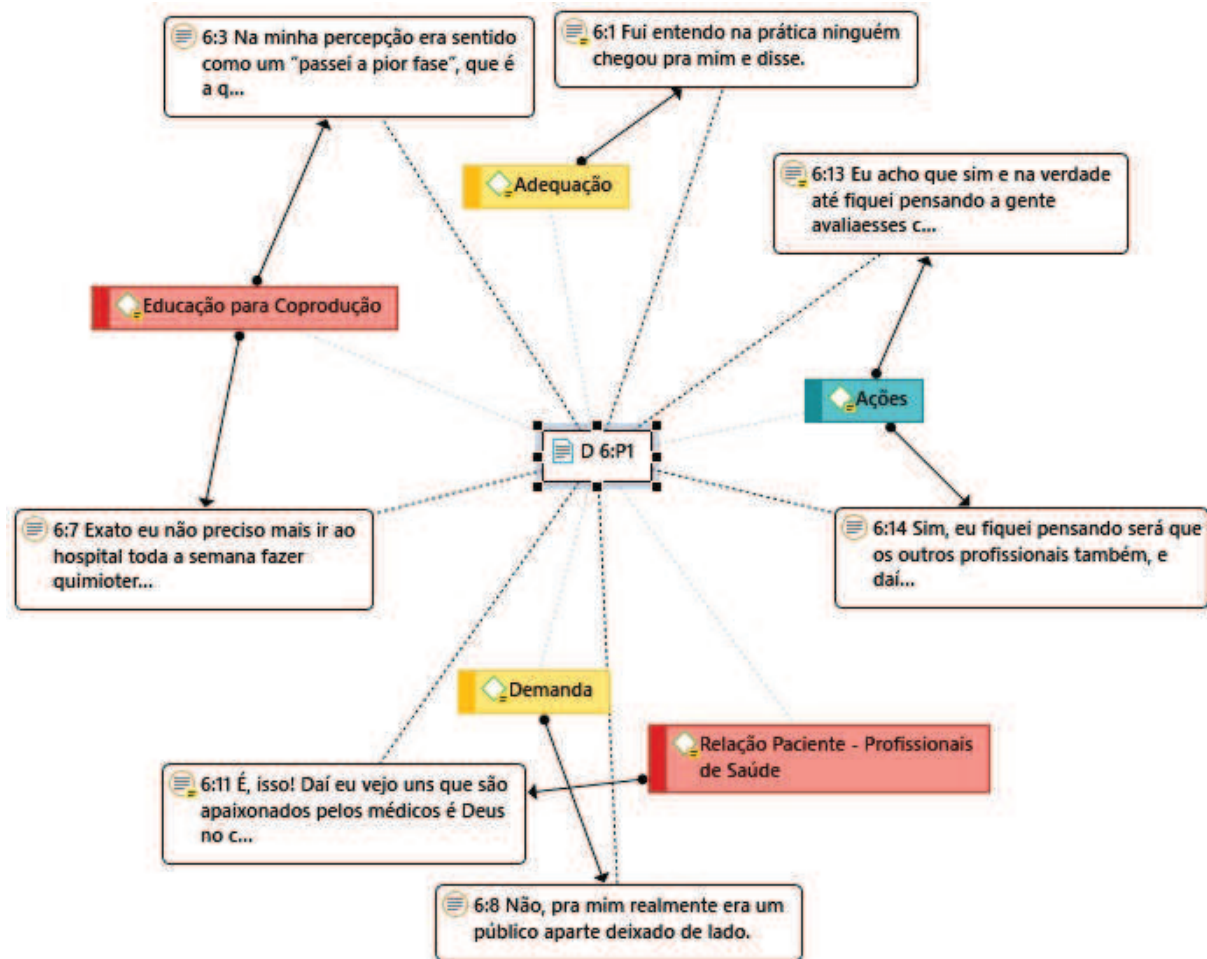 6:3 Na minha percepção era sentido
como um "passei a pior fase", que é
a q...
6:1 Fui entendo na prática ninguém
chegou pra mim e disse.
Adequação
6:13 Eu acho que sim e na verdade
até fiquei pensando a gente
avaliaesses c...
Educação para Coprodução
Ações
D 6:P1
6:7 Exato eu não preciso mais ir ao
hospital toda a semana fazer
quimioter...
6:14 Sim, eu fiquei pensando será que
os outros profissionais também, e
daí...
Demanda
Relação Paciente - Profissionais
de Saúde
6:11 É, isso! Daí eu vejo uns que são
apaixonados pelos médicos é Deus
no c...
6:8 Não, pra mim realmente era um
público aparte deixado de lado.